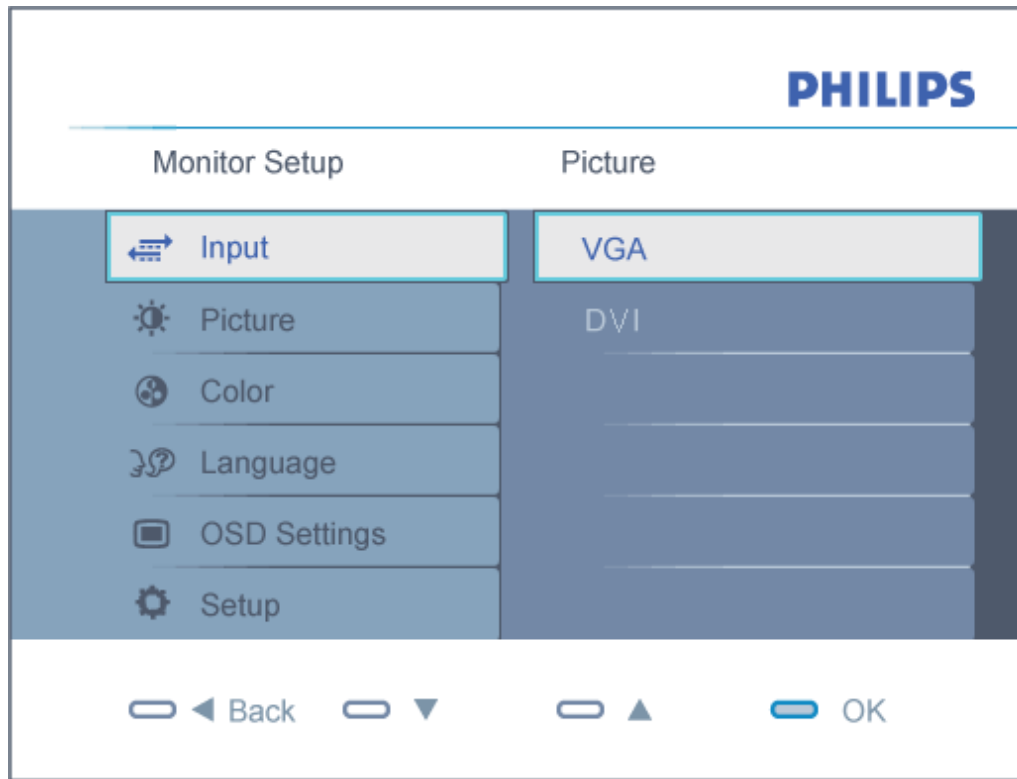 PHILIPS
Monitor Setup Picture
Input VGA
Picture DVI
Color
Language
OSD Settings
Setup
Back OK